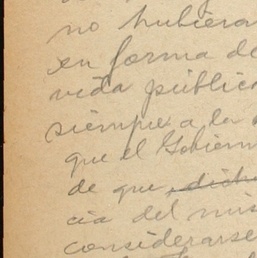 no hubiera
en forma de
vida públic
siempre a la
que el Gobiern
de que, dich
cia del mis
considerarse